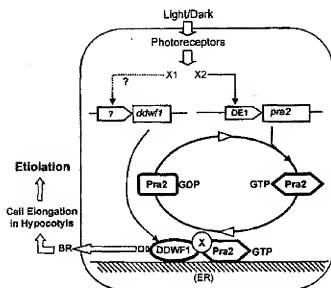 Light/Dark
Photoreceptors
? X1 X2
? ddwf1 DE1 pra2
Etiolation
Pra2 GDP GTP Pra2
Cell Elongation
in Hypocotyls
X
BR DDWF1 Pra2 GTP
(ER)